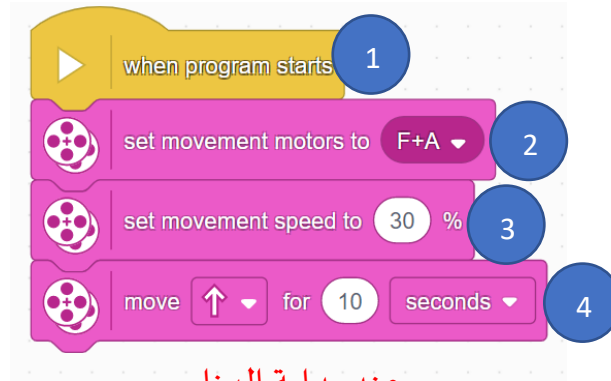 when program starts 1
set movement motors to F+A 2
set movement speed to 30 % 3
move for 10 seconds 4